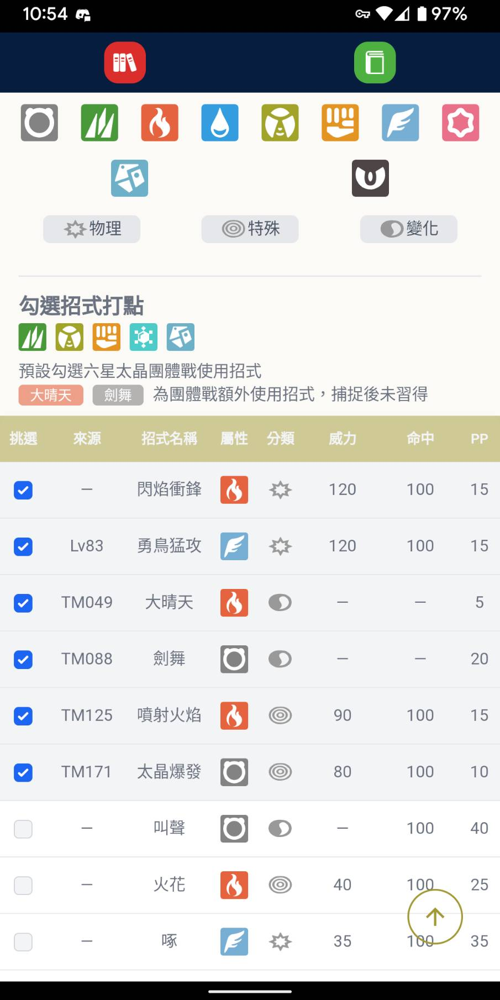 10:54 97%
物理 特殊 變化
勾選招式打點
預設勾選六星太晶團體戰使用招式
大晴天 劍舞 為團體戰額外使用招式，捕捉後未習得
挑選 來源 招式名稱 屬性 分類 威力 命中 PP
— 閃焰衝鋒 120 100 15
Lv83 勇鳥猛攻 120 100 15
TM049 大晴天 — — 5
TM088 劍舞 — — 20
TM125 噴射火焰 90 100 15
TM171 太晶爆發 80 100 10
— 叫聲 — 100 40
— 火花 40 100 25
— 啄 35 100 35